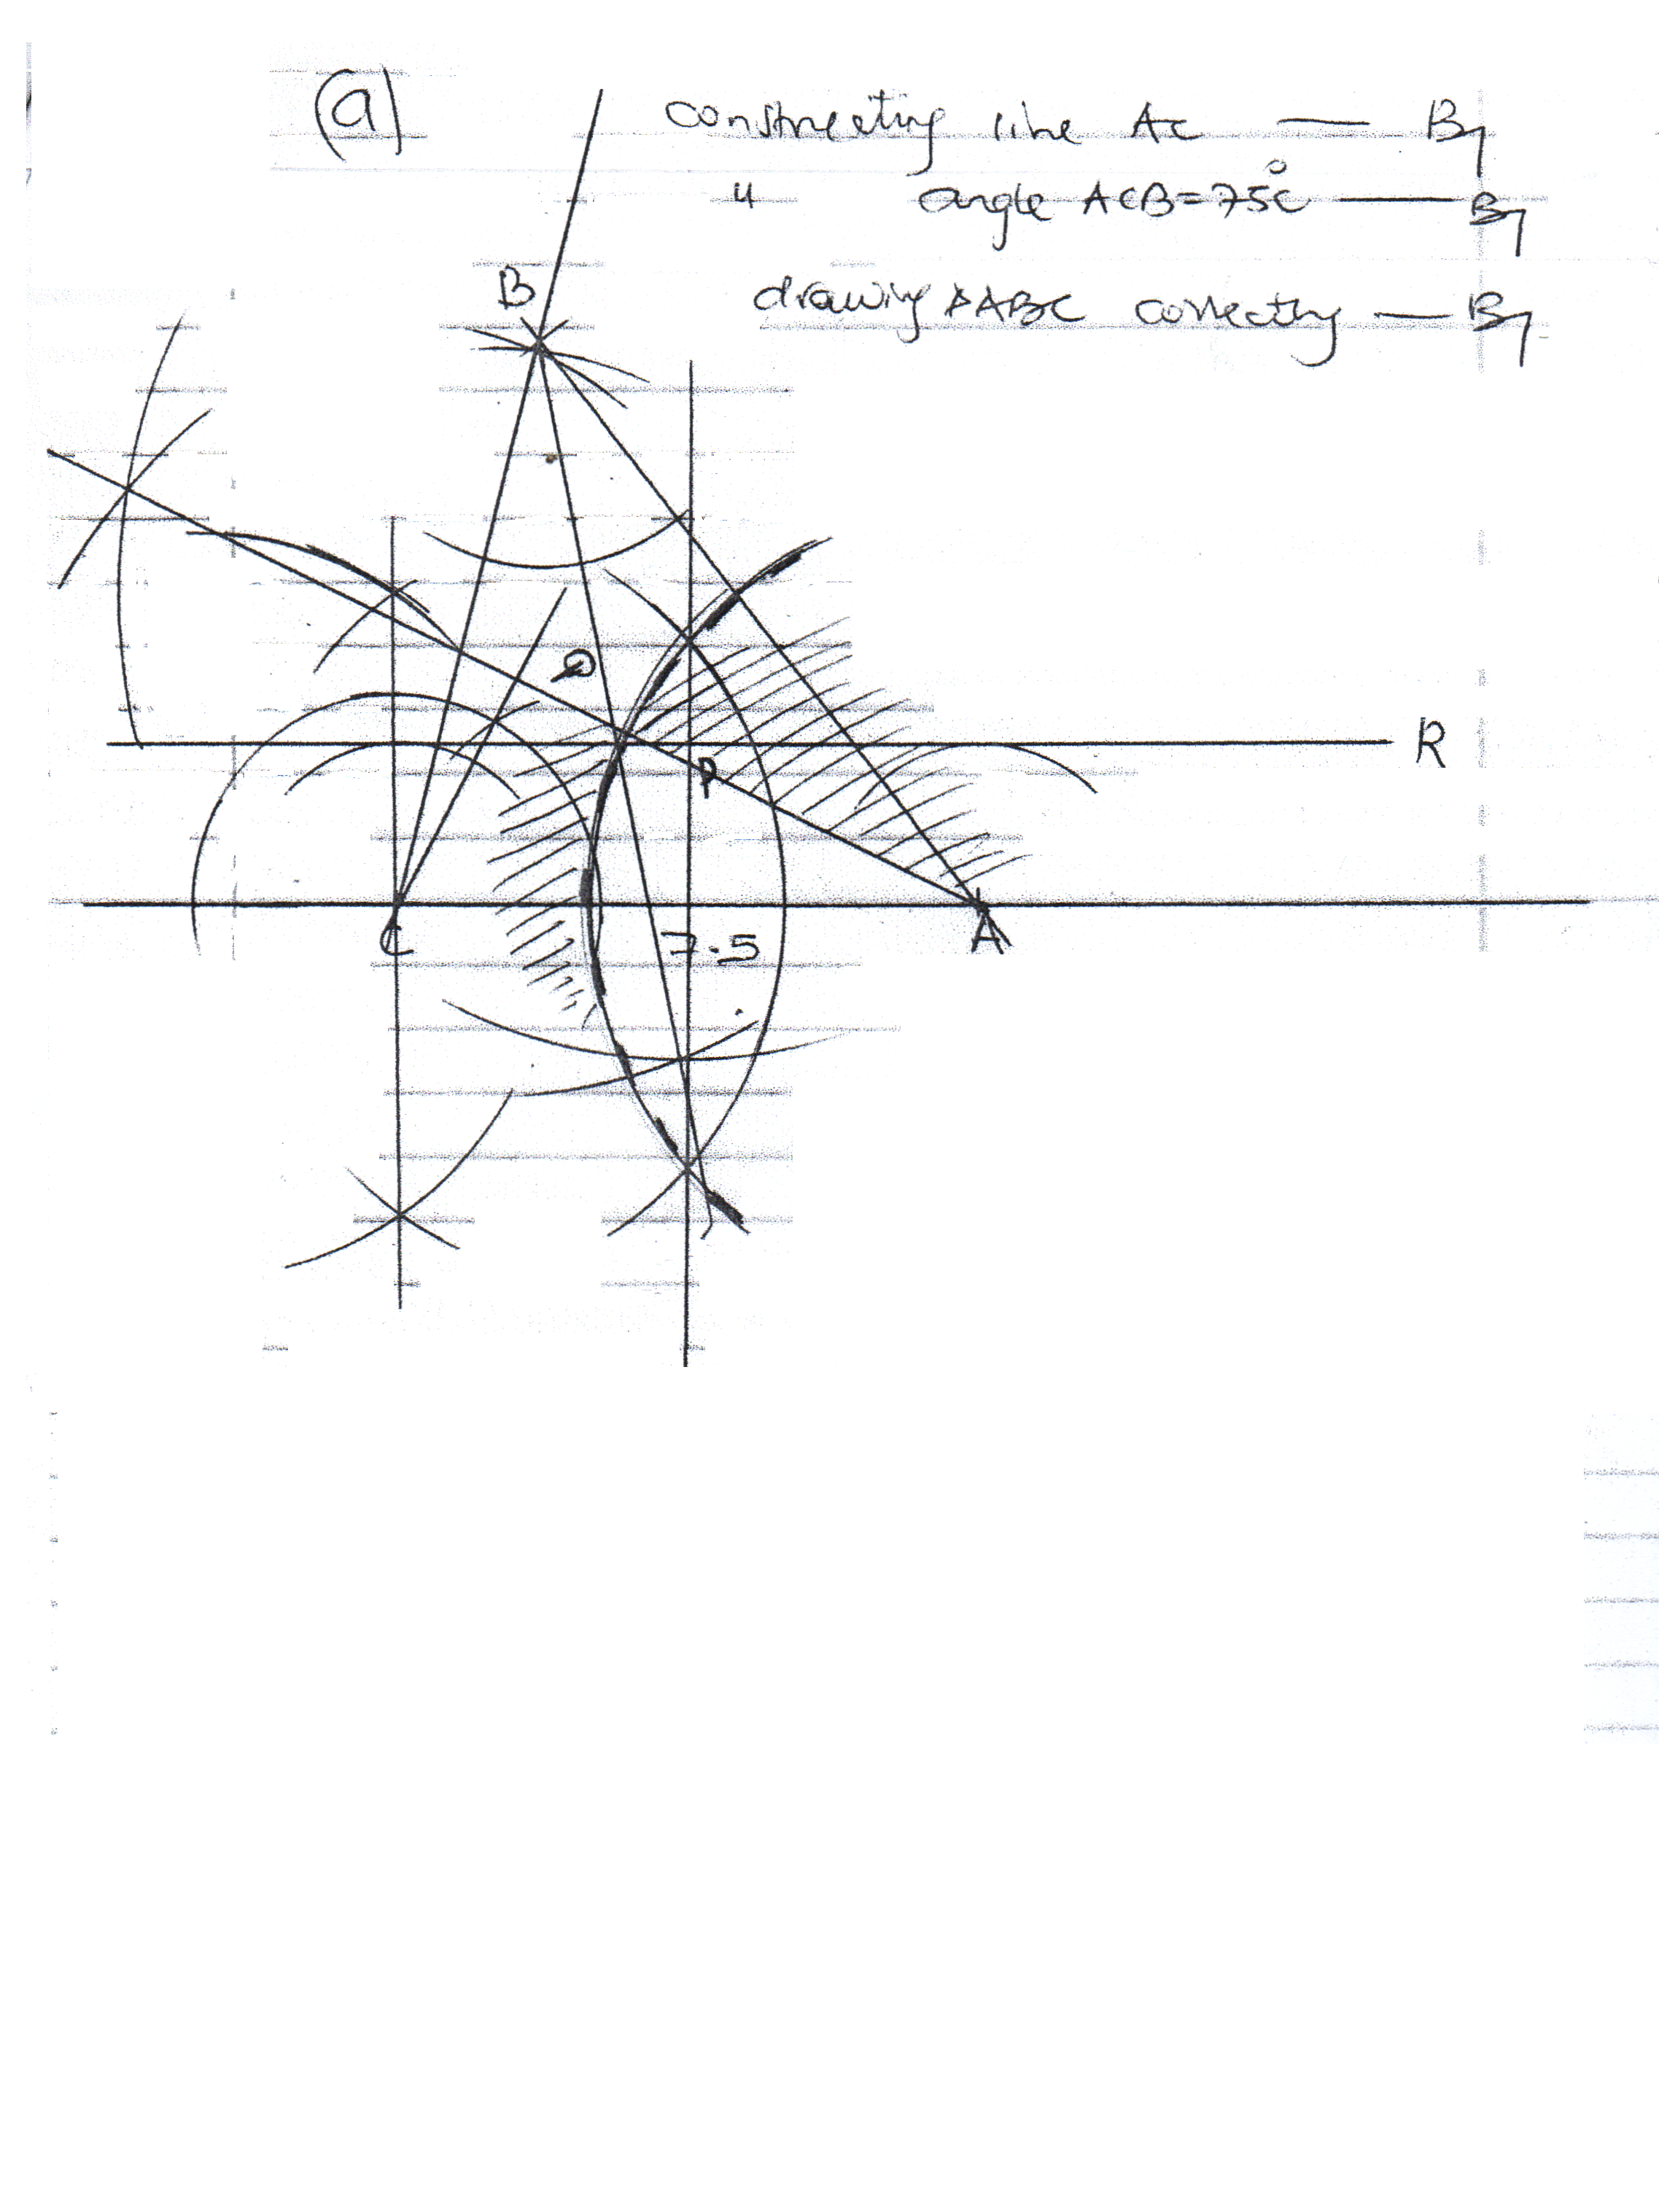 (a) constructing line AC — B1
" angle ACB=75°C — B1
drawing ΔABC correctly — B1
B
Q
R
P
C 7.5 A